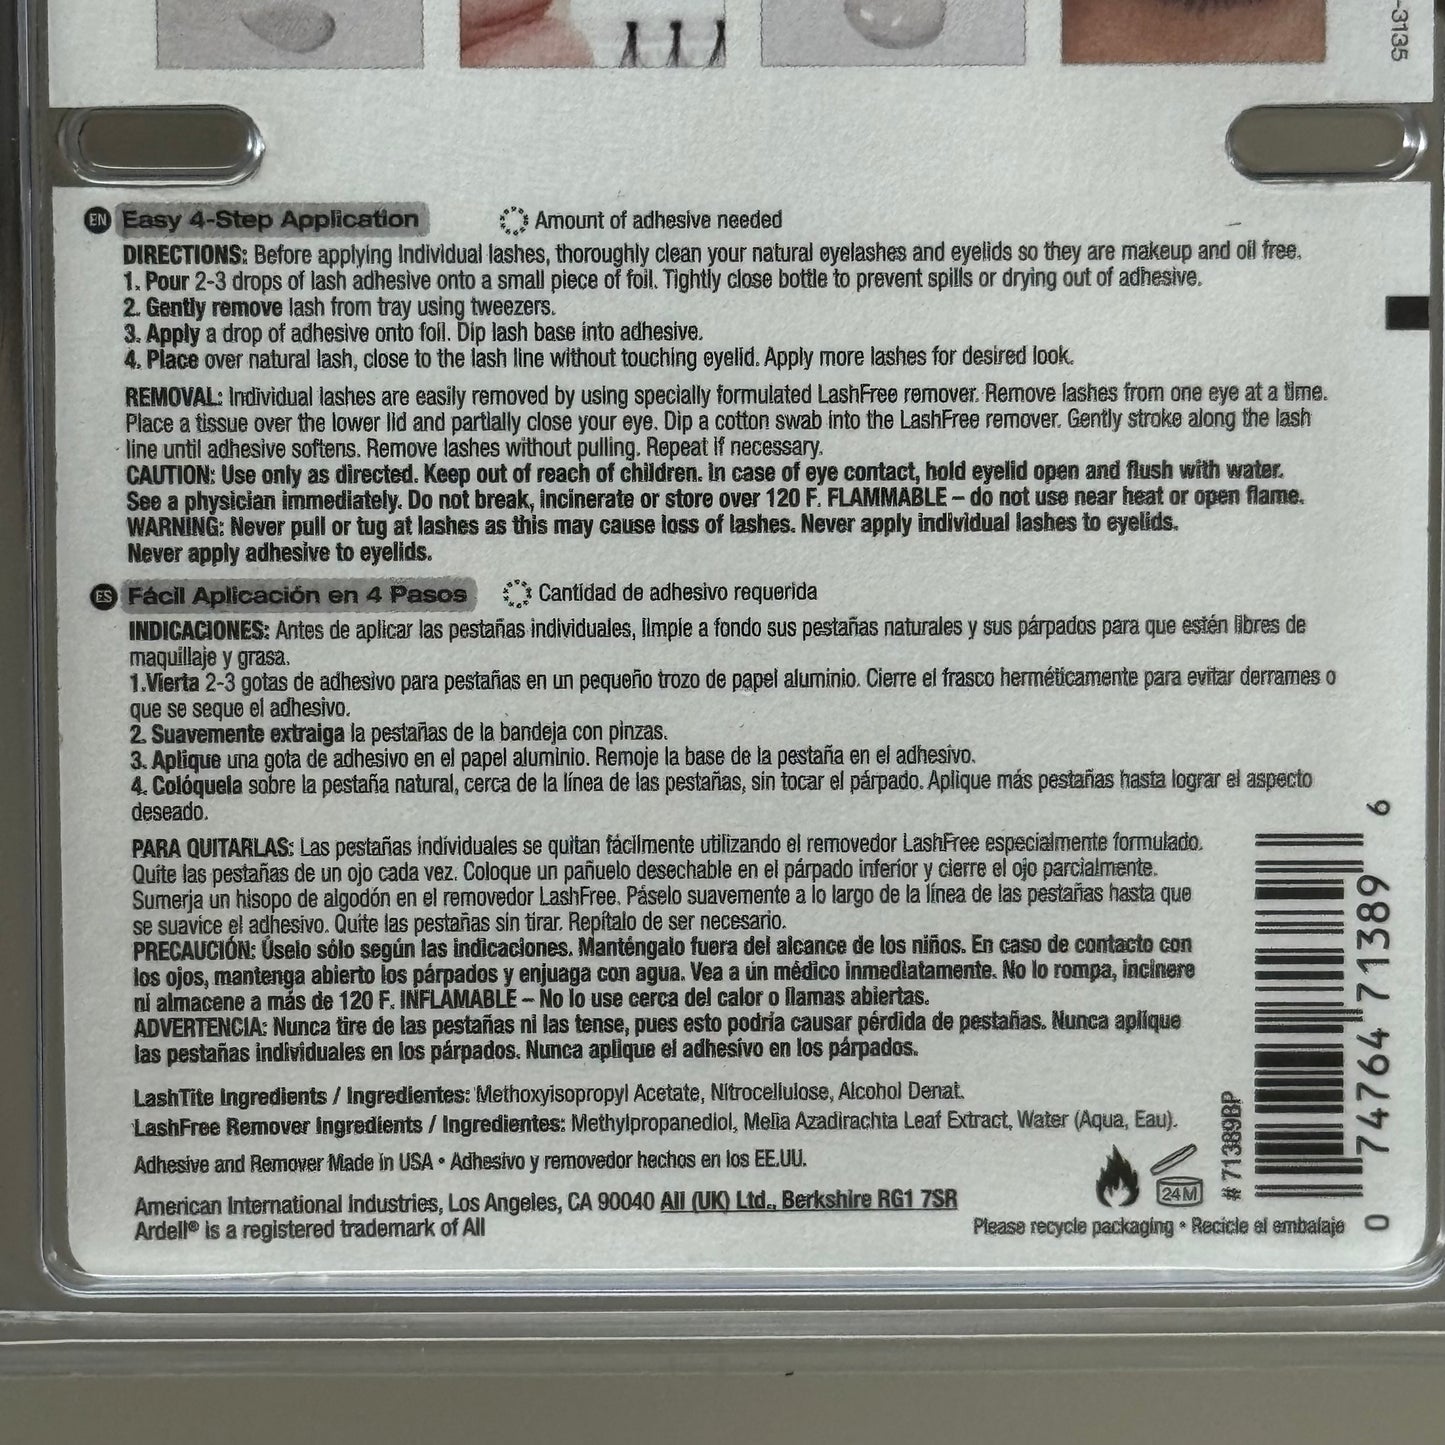 -3135
EN Easy 4-Step Application
Amount of adhesive needed
DIRECTIONS: Before applying individual lashes, thoroughly clean your natural eyelashes and eyelids so they are makeup and oil free.
1. Pour 2-3 drops of lash adhesive onto a small piece of foil. Tightly close bottle to prevent spills or drying out of adhesive.
2. Gently remove lash from tray using tweezers.
3. Apply a drop of adhesive onto foil. Dip lash base into adhesive.
4. Place over natural lash, close to the lash line without touching eyelid. Apply more lashes for desired look.
REMOVAL: Individual lashes are easily removed by using specially formulated LashFree remover. Remove lashes from one eye at a time.
Place a tissue over the lower lid and partially close your eye. Dip a cotton swab into the LashFree remover. Gently stroke along the lash
line until adhesive softens. Remove lashes without pulling. Repeat if necessary.
CAUTION: Use only as directed. Keep out of reach of children. In case of eye contact, hold eyelid open and flush with water.
See a physician immediately. Do not break, incinerate or store over 120 F. FLAMMABLE – do not use near heat or open flame.
WARNING: Never pull or tug at lashes as this may cause loss of lashes. Never apply individual lashes to eyelids.
Never apply adhesive to eyelids.
ES Fácil Aplicación en 4 Pasos
Cantidad de adhesivo requerida
INDICACIONES: Antes de aplicar las pestañas individuales, limpie a fondo sus pestañas naturales y sus párpados para que estén libres de
maquillaje y grasa.
1.Vierta 2-3 gotas de adhesivo para pestañas en un pequeño trozo de papel aluminio. Cierre el frasco herméticamente para evitar derrames o
que se seque el adhesivo.
2. Suavemente extraiga la pestañas de la bandeja con pinzas.
3. Aplique una gota de adhesivo en el papel aluminio. Remoje la base de la pestaña en el adhesivo.
4. Colóquela sobre la pestaña natural, cerca de la línea de las pestañas, sin tocar el párpado. Aplique más pestañas hasta lograr el aspecto
deseado.
PARA QUITARLAS: Las pestañas individuales se quitan fácilmente utilizando el removedor LashFree especialmente formulado.
Quite las pestañas de un ojo cada vez. Coloque un pañuelo desechable en el párpado inferior y cierre el ojo parcialmente.
Sumerja un hisopo de algodón en el removedor LashFree. Páselo suavemente a lo largo de la línea de las pestañas hasta que
se suavice el adhesivo. Quite las pestañas sin tirar. Repítalo de ser necesario.
PRECAUCIÓN: Úselo sólo según las indicaciones. Manténgalo fuera del alcance de los niños. En caso de contacto con
los ojos, mantenga abierto los párpados y enjuaga con agua. Vea a un médico inmediatamente. No lo rompa, incinere
ni almacene a más de 120 F. INFLAMABLE – No lo use cerca del calor o llamas abiertas.
ADVERTENCIA: Nunca tire de las pestañas ni las tense, pues esto podría causar pérdida de pestañas. Nunca aplique
las pestañas individuales en los párpados. Nunca aplique el adhesivo en los párpados.
LashTite Ingredients / Ingredientes: Methoxyisopropyl Acetate, Nitrocellulose, Alcohol Denat.
LashFree Remover Ingredients / Ingredientes: Methylpropanediol, Melia Azadirachta Leaf Extract, Water (Aqua, Eau).
Adhesive and Remover Made in USA • Adhesivo y removedor hechos en los EE.UU.
American International Industries, Los Angeles, CA 90040 AII (UK) Ltd., Berkshire RG1 7SR
Ardell® is a registered trademark of AII
24M
Please recycle packaging • Recicle el embalaje
# 71389BP
0 74764 71389 6